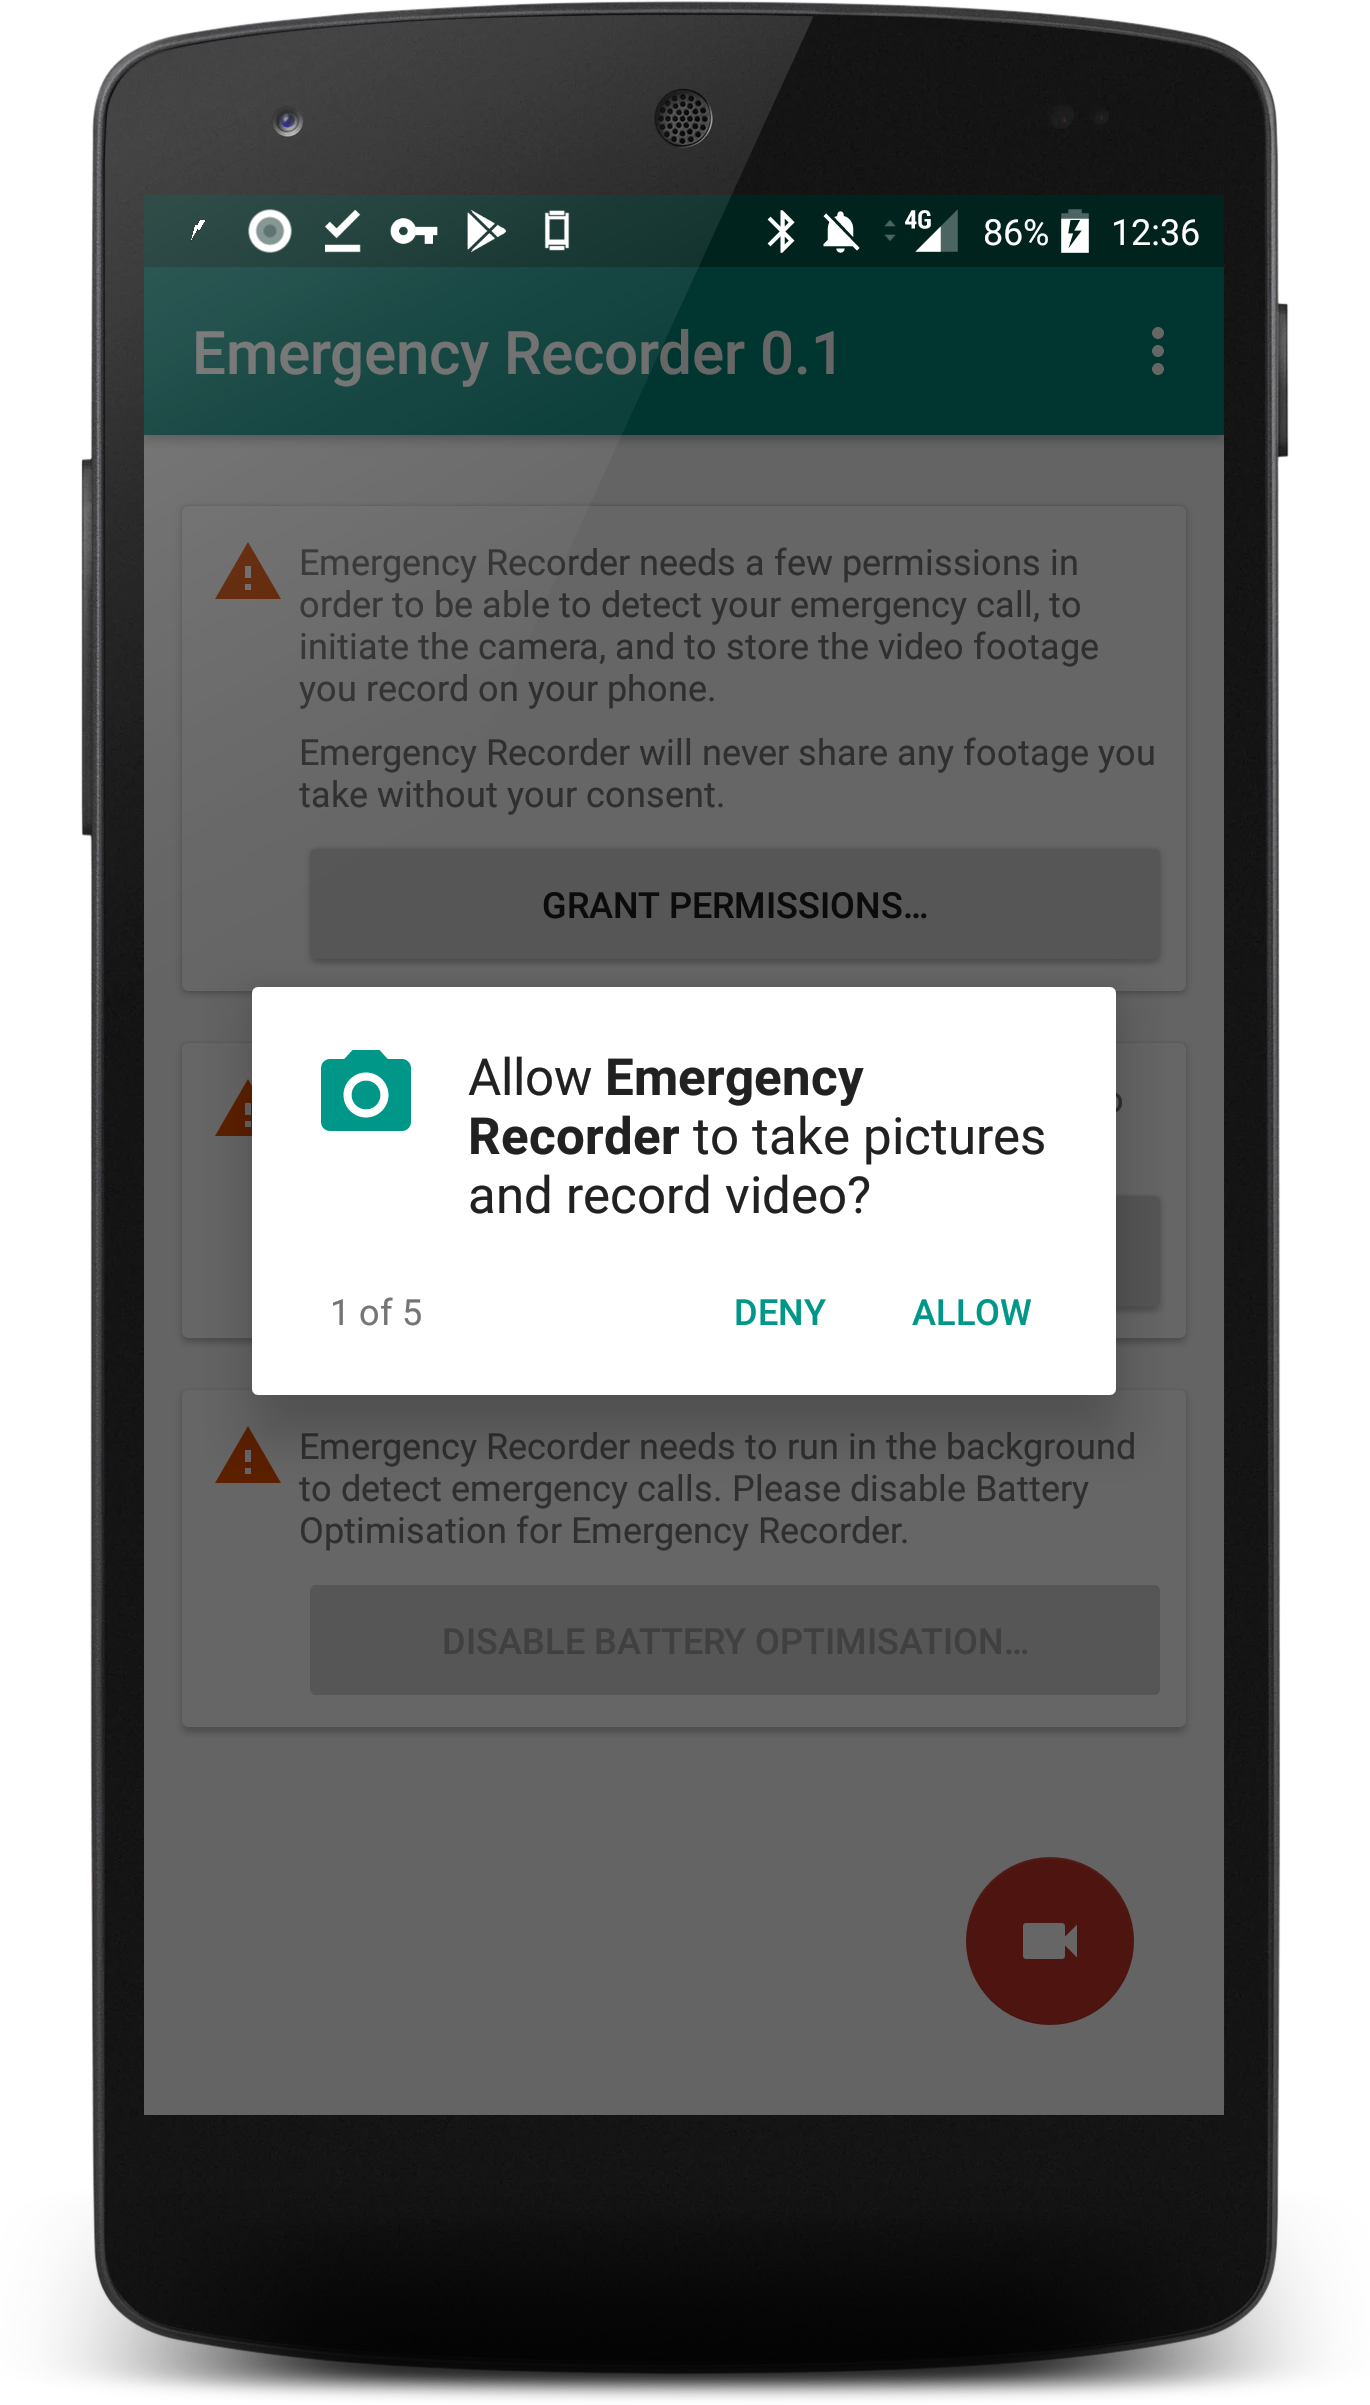 4G 86% 12:36
Emergency Recorder 0.1
Emergency Recorder needs a few permissions in
order to be able to detect your emergency call, to
initiate the camera, and to store the video footage
you record on your phone.
Emergency Recorder will never share any footage you
take without your consent.
GRANT PERMISSIONS...
Allow Emergency
Recorder to take pictures
and record video?
1 of 5 DENY ALLOW
Emergency Recorder needs to run in the background
to detect emergency calls. Please disable Battery
Optimisation for Emergency Recorder.
DISABLE BATTERY OPTIMISATION...